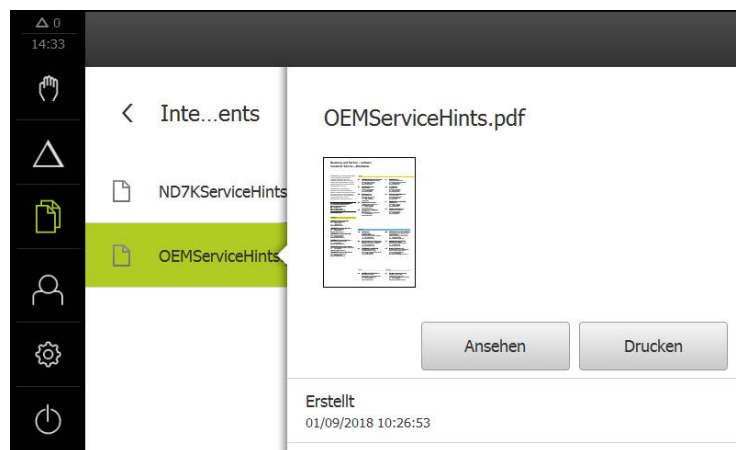 △ 0
14:33
Inte...ents
ND7KServiceHints
OEMServiceHints
OEMServiceHints.pdf
Ansehen
Drucken
Erstellt
01/09/2018 10:26:53